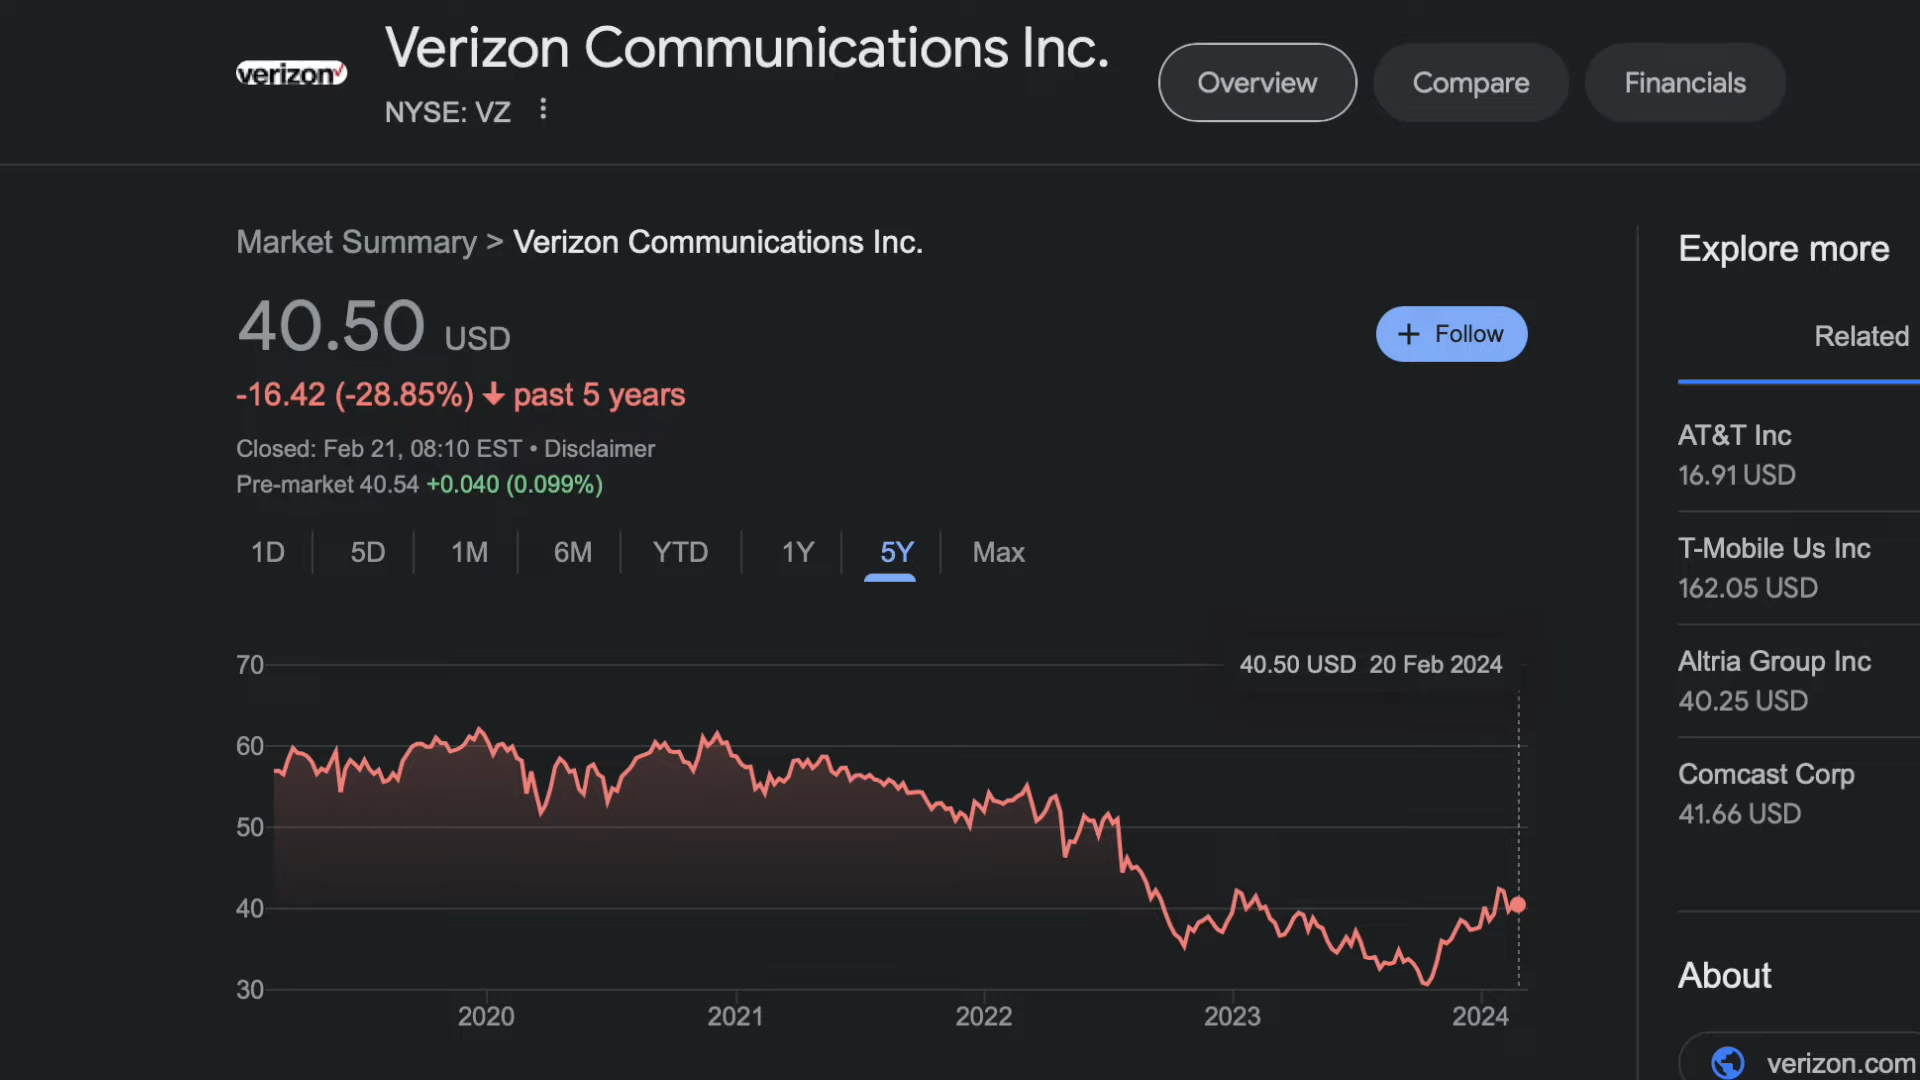 verizon
Verizon Communications Inc.
NYSE: VZ
Overview
Compare
Financials
Market Summary > Verizon Communications Inc.
40.50 USD
+ Follow
-16.42 (-28.85%) ↓ past 5 years
Closed: Feb 21, 08:10 EST • Disclaimer
Pre-market 40.54 +0.040 (0.099%)
1D
5D
1M
6M
YTD
1Y
5Y
Max
40.50 USD 20 Feb 2024
70
60
50
40
30
2020
2021
2022
2023
2024
Explore more
Related
AT&T Inc
16.91 USD
T-Mobile Us Inc
162.05 USD
Altria Group Inc
40.25 USD
Comcast Corp
41.66 USD
About
verizon.com